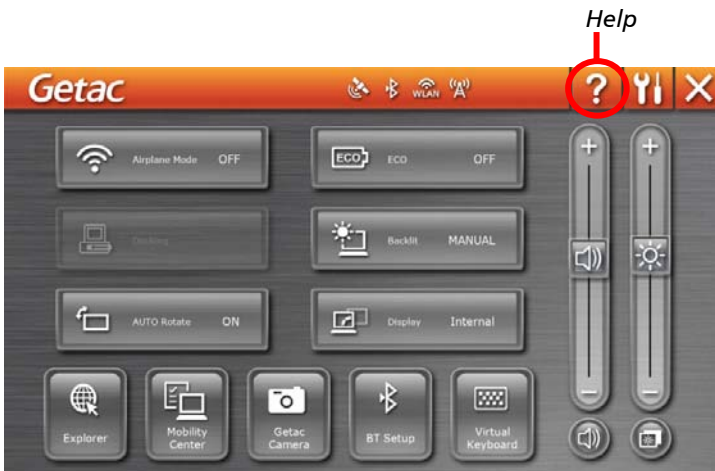 Help
Getac
WLAN
?
Airplane Mode OFF
ECO ECO OFF
Docking
Backlit MANUAL
AUTO Rotate ON
Display Internal
Explorer
Mobility
Center
Getac
Camera
BT Setup
Virtual
Keyboard